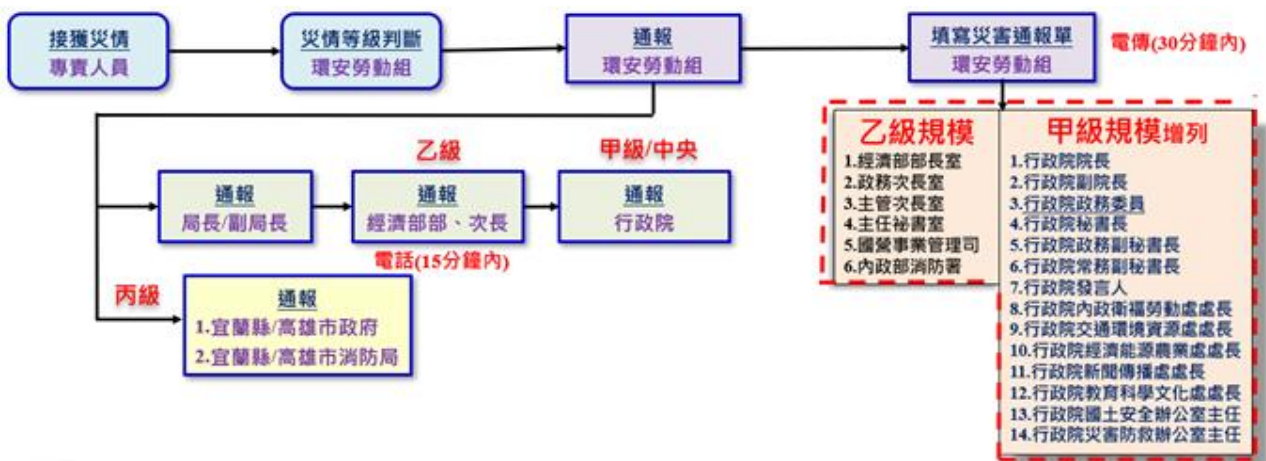 接獲災情
專責人員
災情等級判斷
環安勞動組
通報
環安勞動組
填寫災害通報單
環安勞動組
電傳(30分鐘內)
乙級規模
1.經濟部部長室
2.政務次長室
3.主管次長室
4.主任祕書室
5.國營事業管理司
6.內政部消防署
甲級規模增列
1.行政院院長
2.行政院副院長
3.行政院政務委員
4.行政院秘書長
5.行政院政務副秘書長
6.行政院常務副秘書長
7.行政院發言人
8.行政院內政衛福勞動處處長
9.行政院交通環境資源處處長
10.行政院經濟能源農業處處長
11.行政院新聞傳播處處長
12.行政院教育科學文化處處長
13.行政院國土安全辦公室主任
14.行政院災害防救辦公室主任
乙級
甲級/中央
通報
局長/副局長
通報
經濟部部、次長
通報
行政院
電話(15分鐘內)
丙級
通報
1.宜蘭縣/高雄市政府
2.宜蘭縣/高雄市消防局